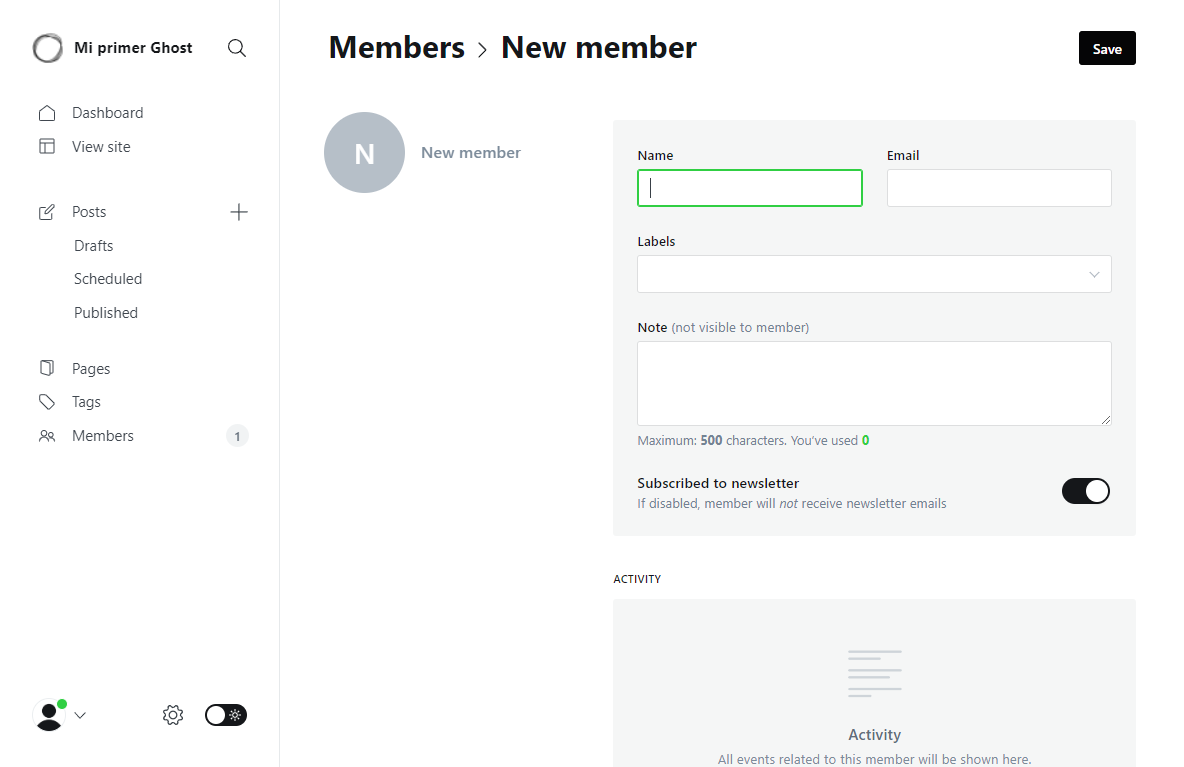 Mi primer Ghost
Dashboard
View site
Posts
Drafts
Scheduled
Published
Pages
Tags
Members 1
Members > New member
Save
N
New member
Name
Email
Labels
Note (not visible to member)
Maximum: 500 characters. You’ve used 0
Subscribed to newsletter
If disabled, member will not receive newsletter emails
ACTIVITY
Activity
All events related to this member will be shown here.